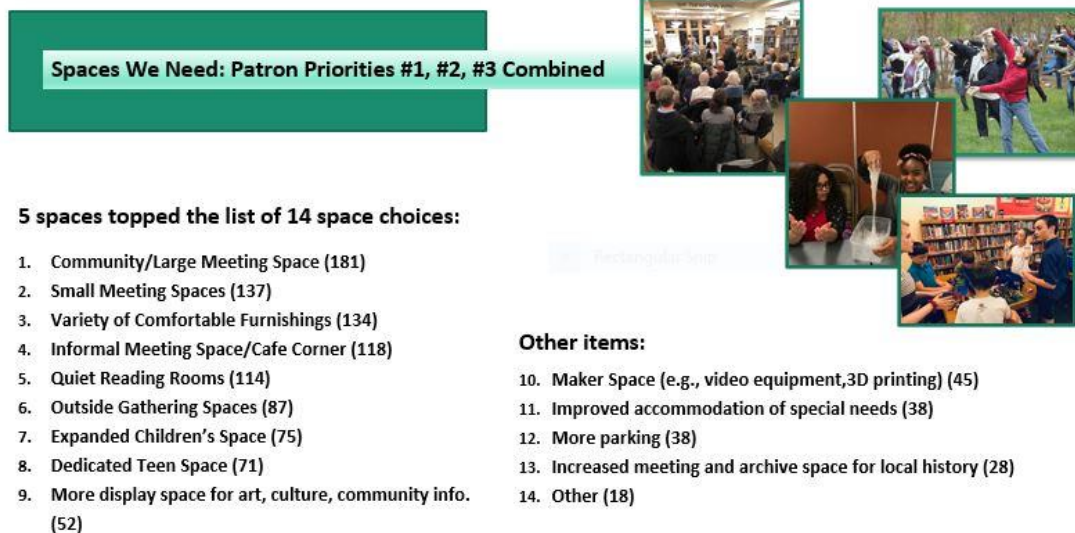 Spaces We Need: Patron Priorities #1, #2, #3 Combined
5 spaces topped the list of 14 space choices:
1. Community/Large Meeting Space (181)
2. Small Meeting Spaces (137)
3. Variety of Comfortable Furnishings (134)
4. Informal Meeting Space/Cafe Corner (118)
5. Quiet Reading Rooms (114)
6. Outside Gathering Spaces (87)
7. Expanded Children's Space (75)
8. Dedicated Teen Space (71)
9. More display space for art, culture, community info.
(52)
Rectangular Snip
Other items:
10. Maker Space (e.g., video equipment,3D printing) (45)
11. Improved accommodation of special needs (38)
12. More parking (38)
13. Increased meeting and archive space for local history (28)
14. Other (18)